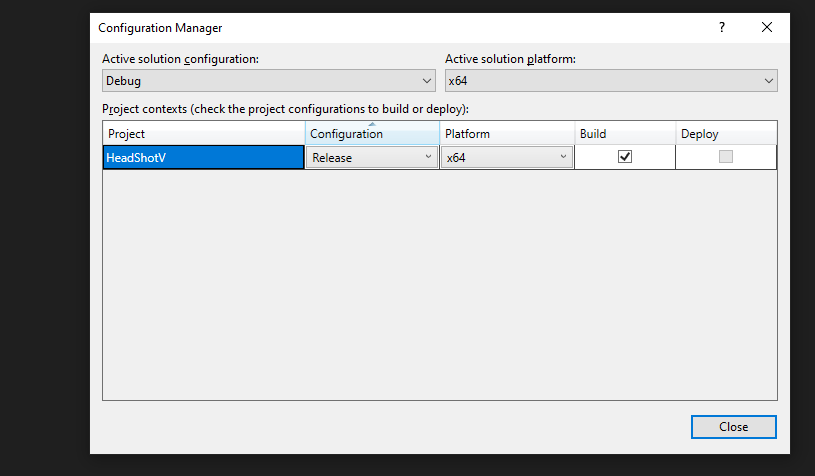 Configuration Manager
?
Active solution configuration:
Active solution platform:
Debug
x64
Project contexts (check the project configurations to build or deploy):
Project Configuration Platform Build Deploy
HeadShotV Release x64
Close